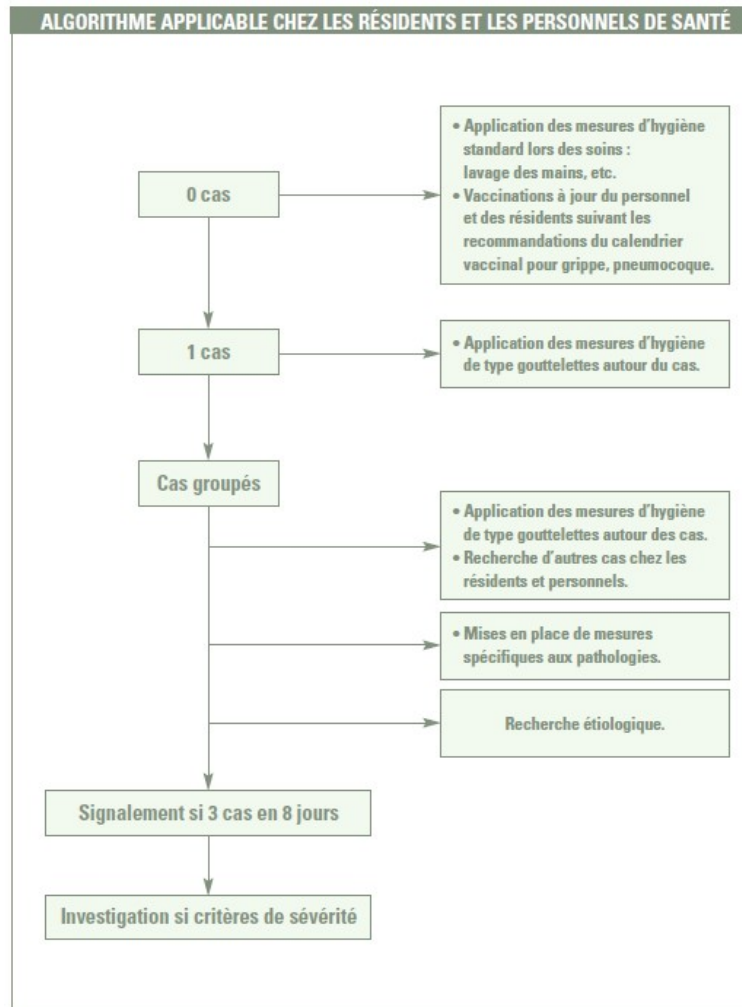 ALGORITHME APPLICABLE CHEZ LES RÉSIDENTS ET LES PERSONNELS DE SANTÉ
0 cas
• Application des mesures d'hygiène
standard lors des soins :
lavage des mains, etc.
• Vaccinations à jour du personnel
et des résidents suivant les
recommandations du calendrier
vaccinal pour grippe, pneumocoque.
1 cas
• Application des mesures d'hygiène
de type gouttelettes autour du cas.
Cas groupés
• Application des mesures d'hygiène
de type gouttelettes autour des cas.
• Recherche d'autres cas chez les
résidents et personnels.
• Mises en place de mesures
spécifiques aux pathologies.
Recherche étiologique.
Signalement si 3 cas en 8 jours
Investigation si critères de sévérité